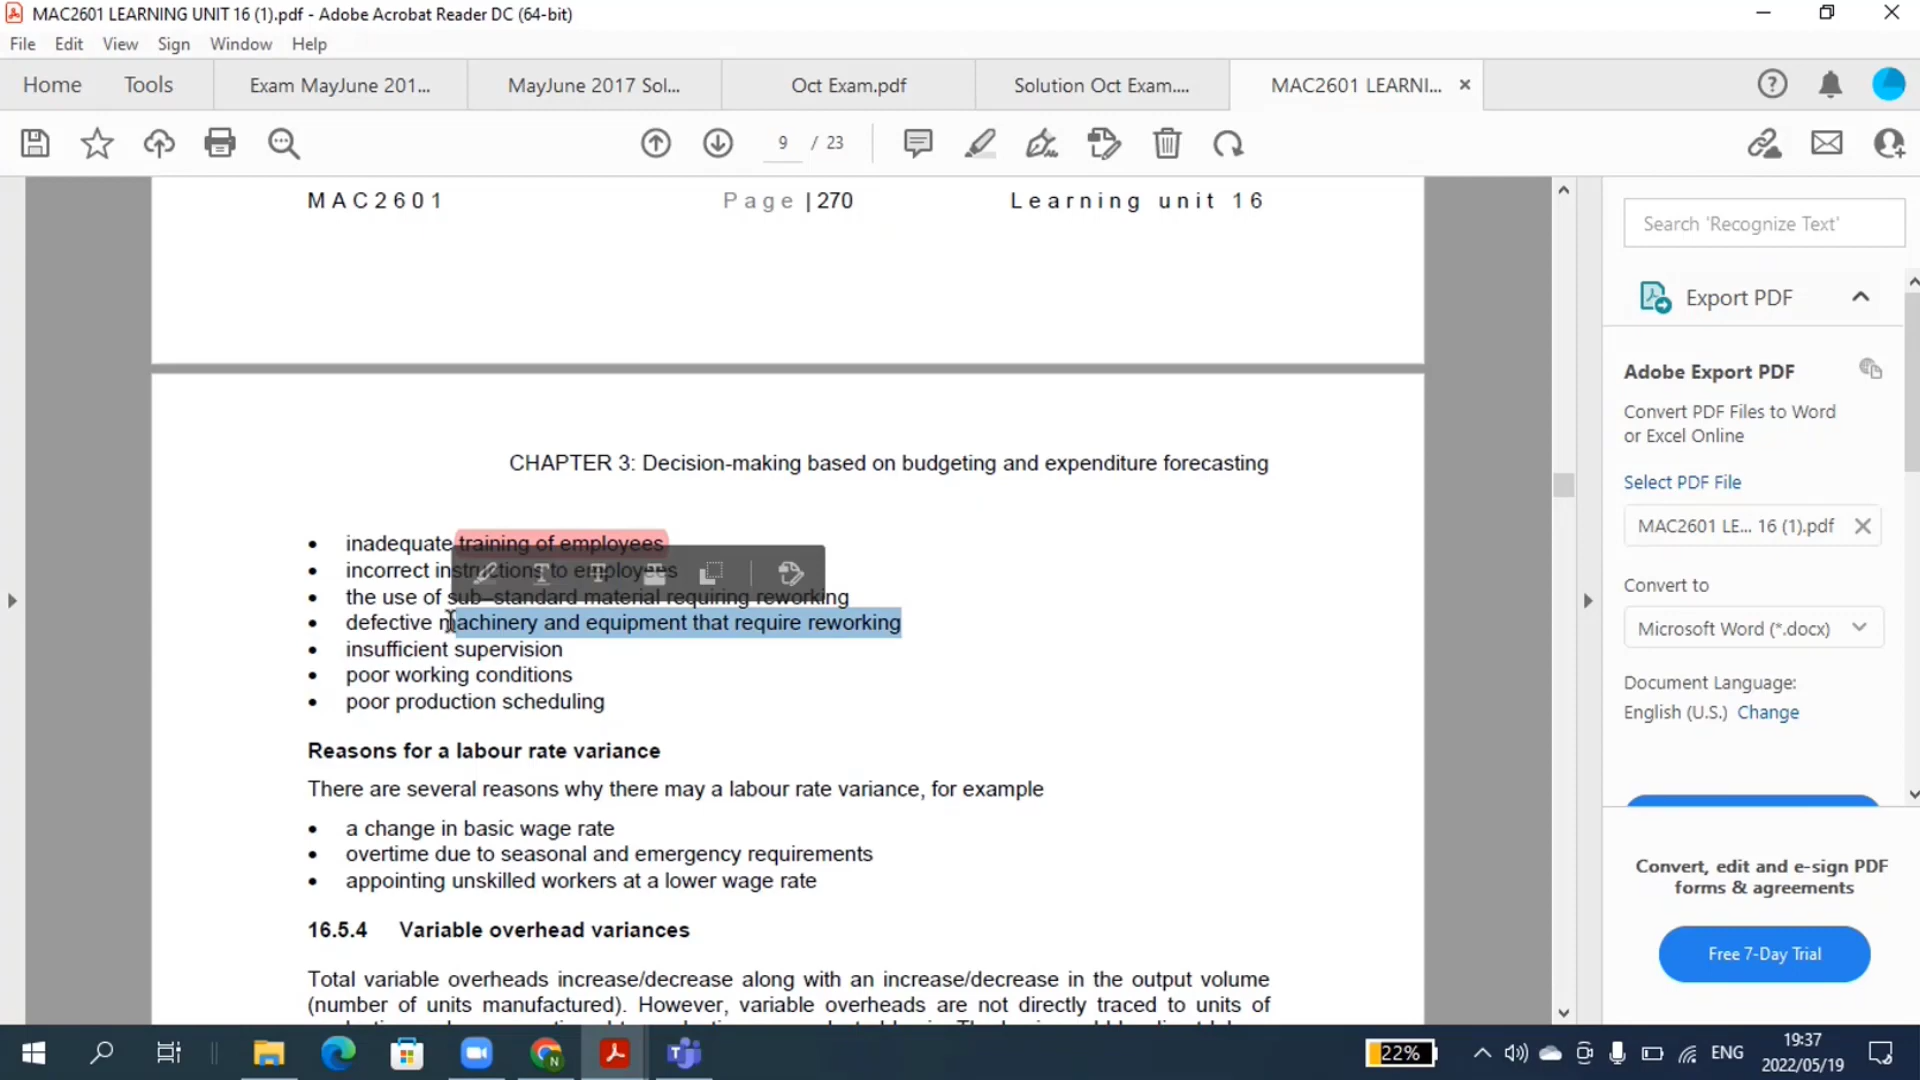 MAC2601 LEARNING UNIT 16 (1).pdf - Adobe Acrobat Reader DC (64-bit)
File Edit View Sign Window Help
Home Tools Exam MayJune 201... MayJune 2017 Sol... Oct Exam.pdf Solution Oct Exam.... MAC2601 LEARNI...
9 / 23
MAC2601 Page |270 Learning unit 16
CHAPTER 3: Decision-making based on budgeting and expenditure forecasting
• inadequate training of employees
• incorrect instructions to employees
• the use of sub–standard material requiring reworking
• defective machinery and equipment that require reworking
• insufficient supervision
• poor working conditions
• poor production scheduling
Reasons for a labour rate variance
There are several reasons why there may a labour rate variance, for example
• a change in basic wage rate
• overtime due to seasonal and emergency requirements
• appointing unskilled workers at a lower wage rate
16.5.4 Variable overhead variances
Total variable overheads increase/decrease along with an increase/decrease in the output volume
(number of units manufactured). However, variable overheads are not directly traced to units of
Search 'Recognize Text'
Export PDF
Adobe Export PDF
Convert PDF Files to Word
or Excel Online
Select PDF File
MAC2601 LE... 16 (1).pdf
Convert to
Microsoft Word (*.docx)
Document Language:
English (U.S.) Change
Convert, edit and e-sign PDF
forms & agreements
Free 7-Day Trial
22%
ENG
19:37
2022/05/19